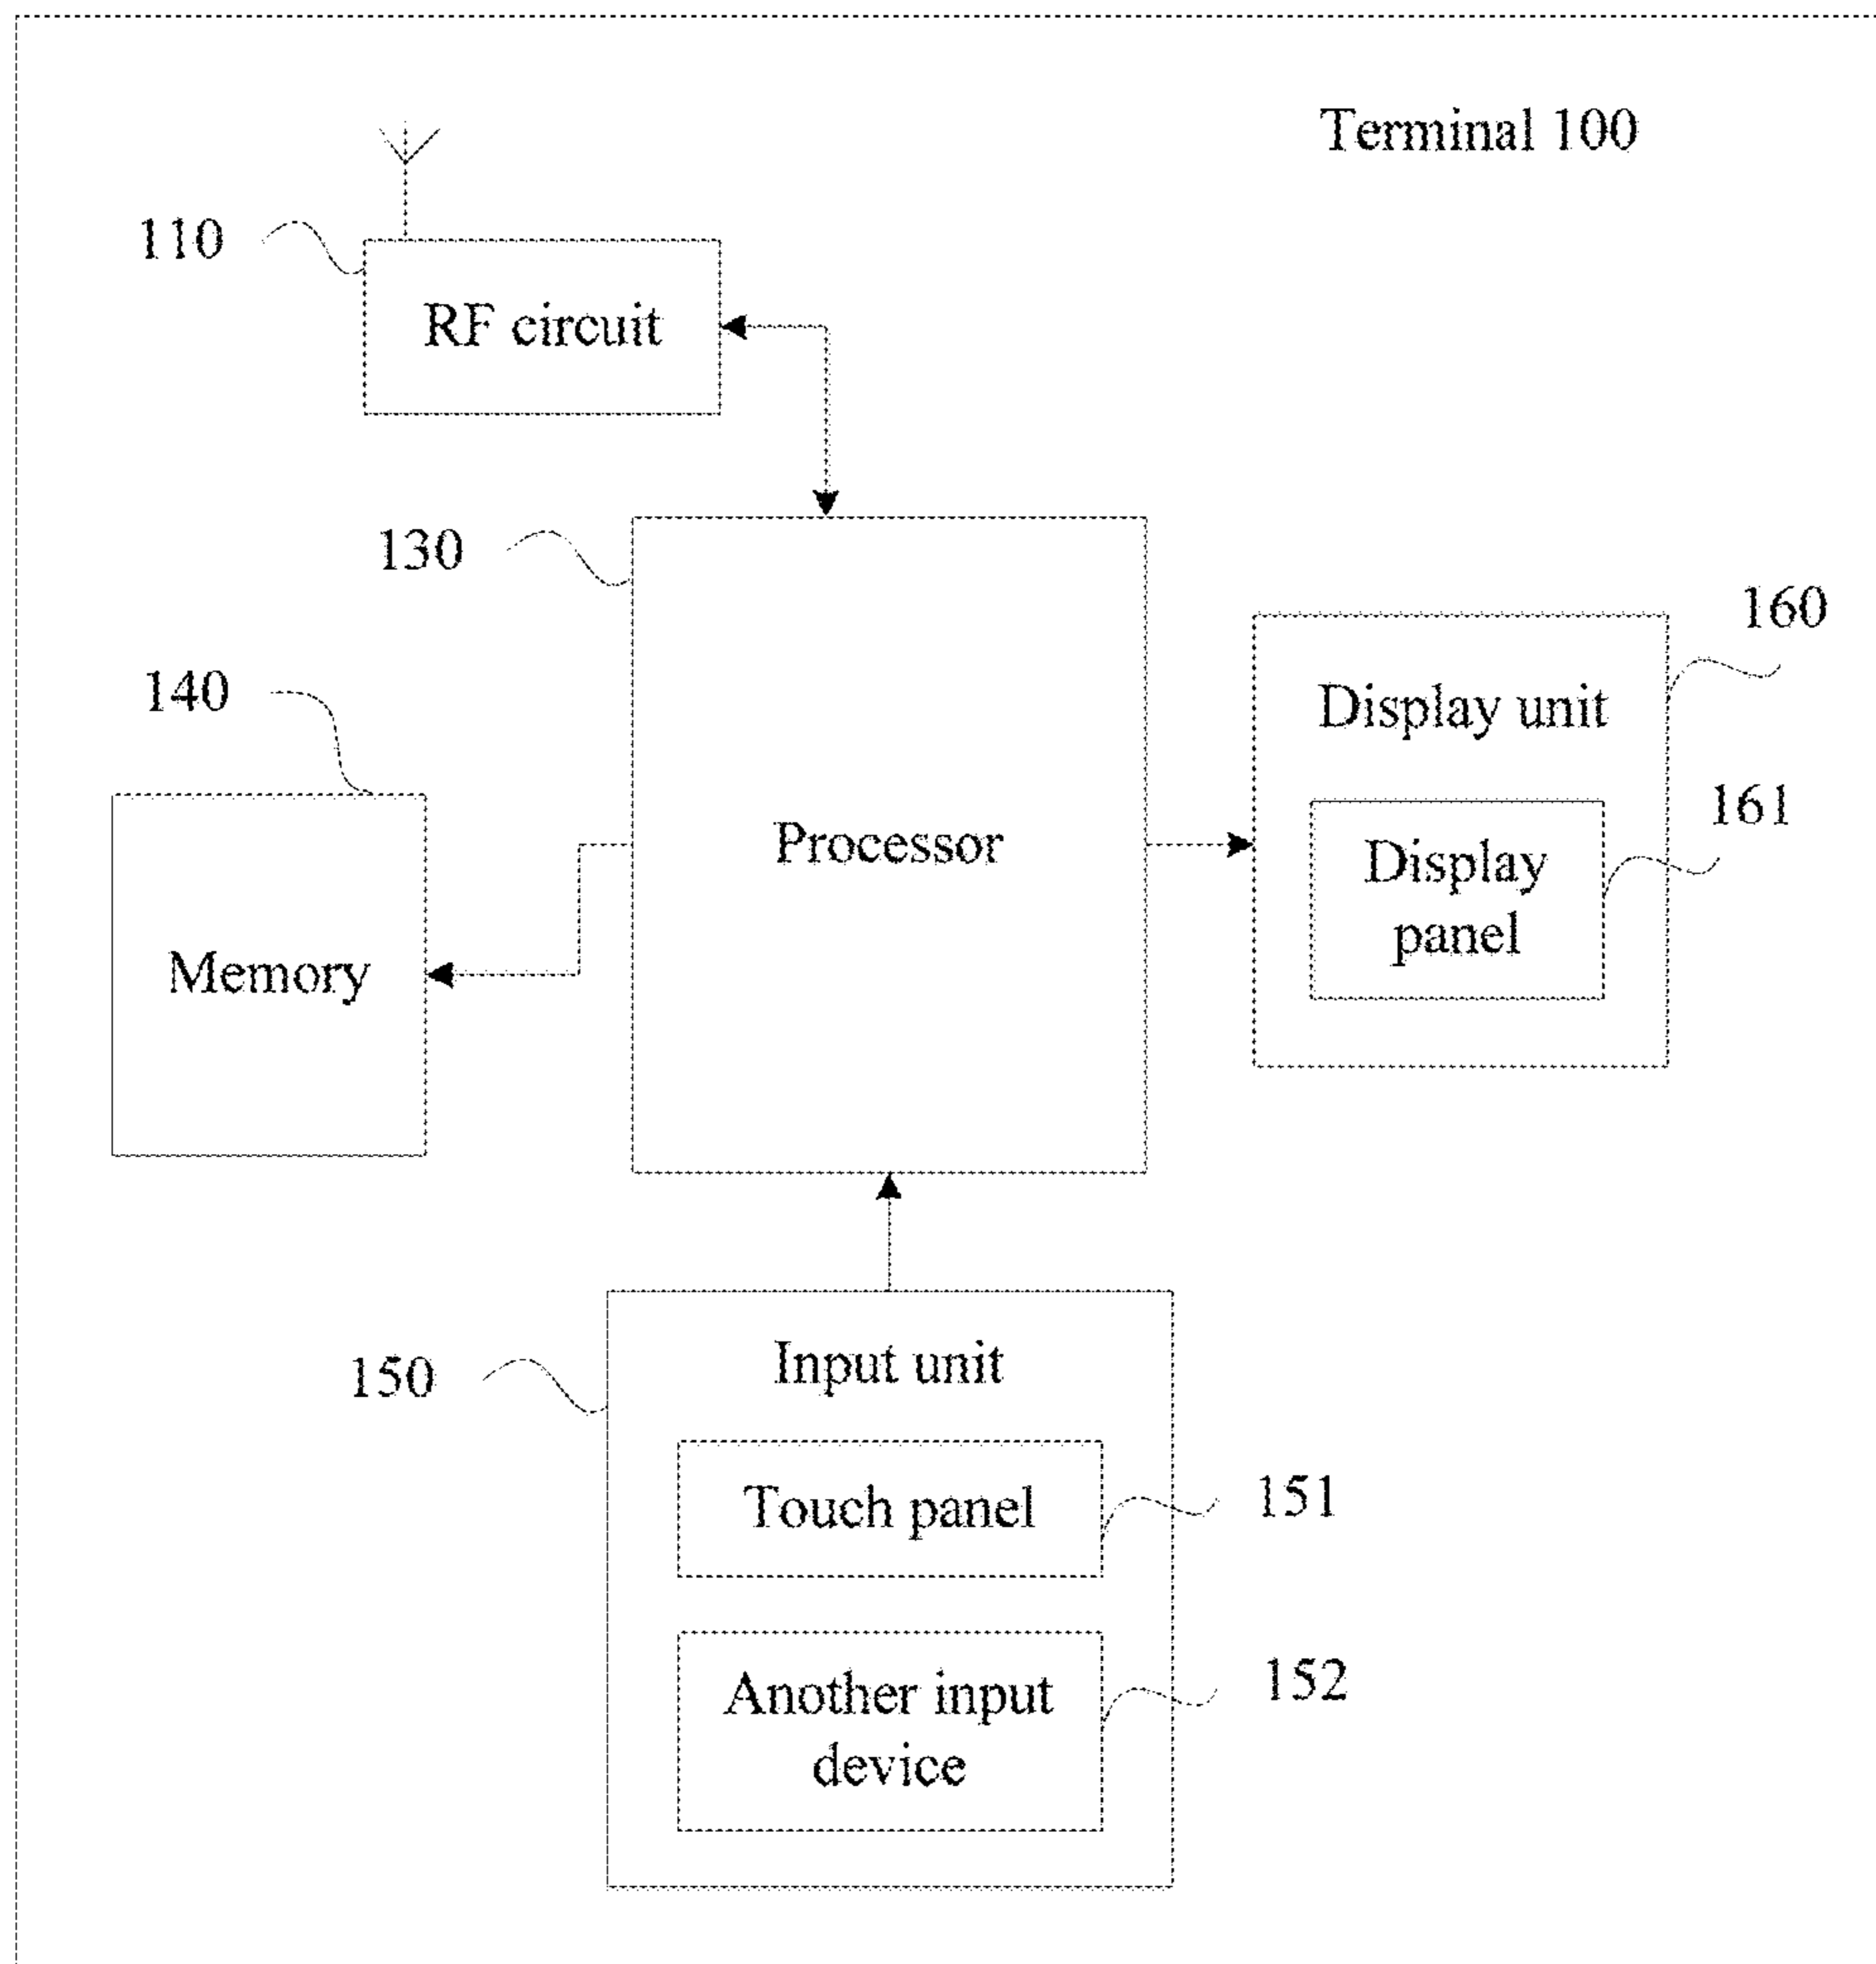 Terminal 100
110
RF circuit
130
160
140
Display unit
161
Processor
Display
panel
Memory
150
Input unit
Touch panel
151
152
Another input
device